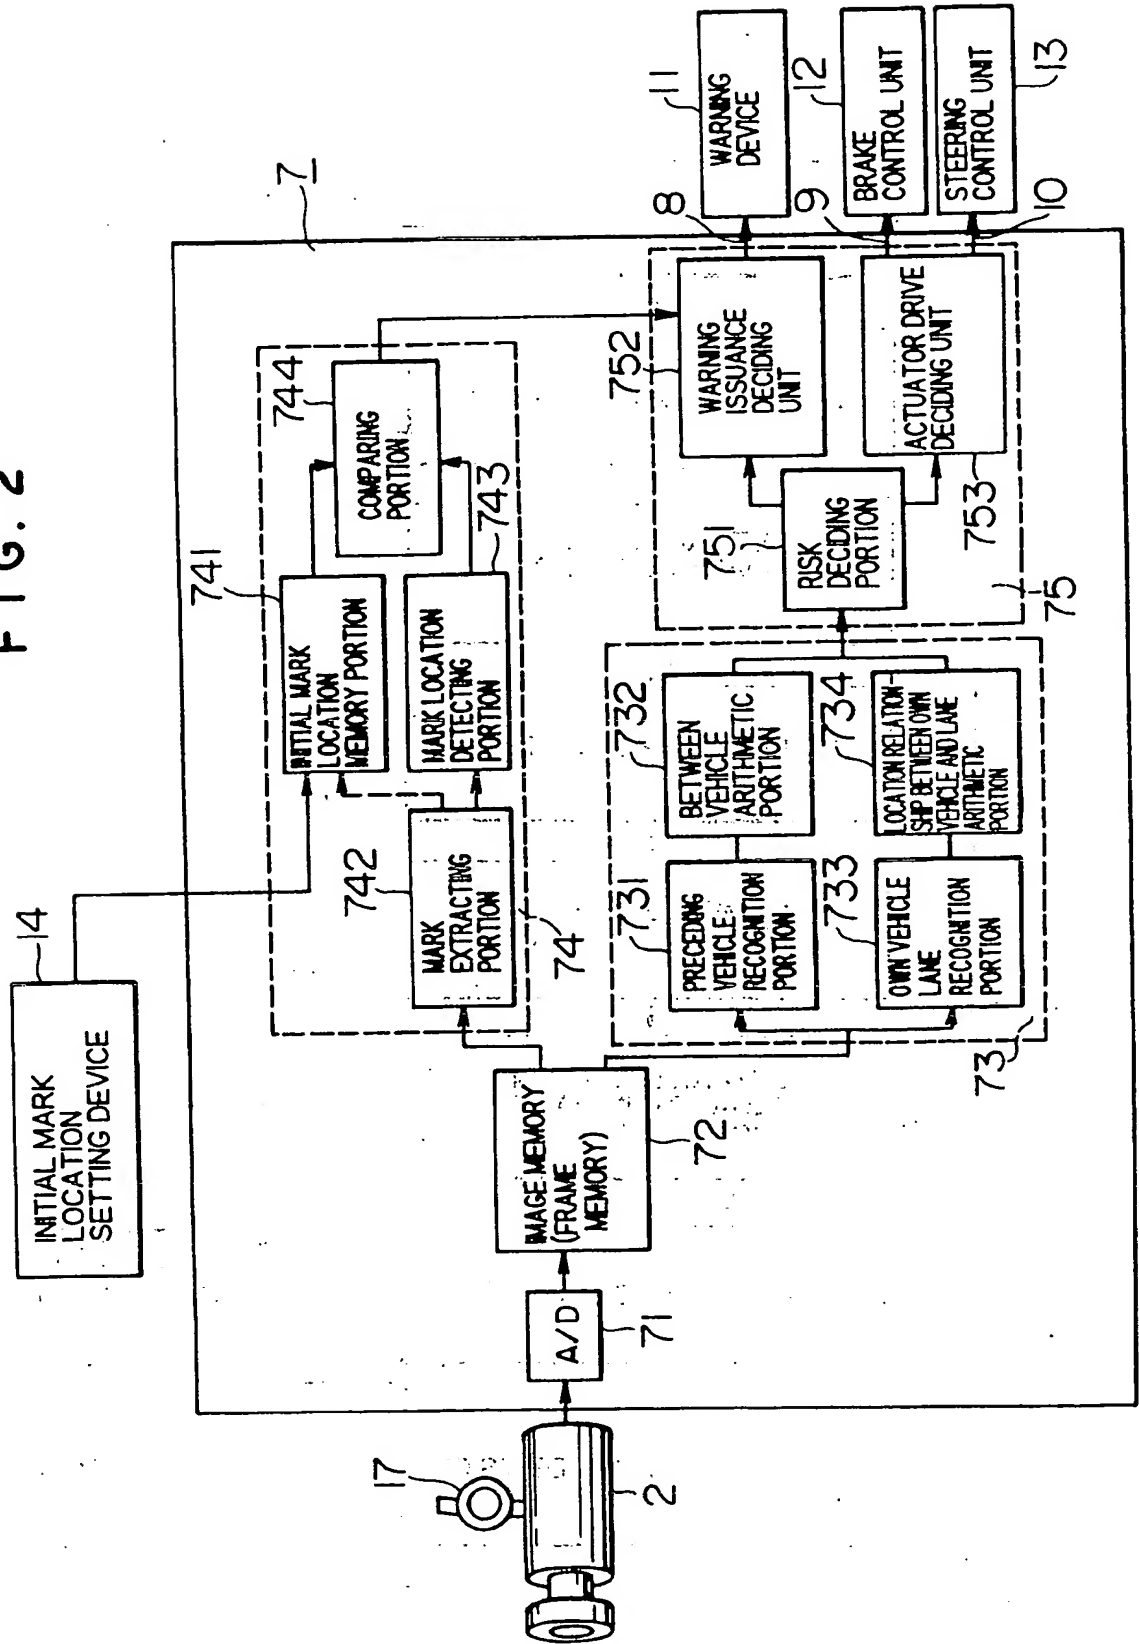 FIG. 2
14
INITIAL MARK
LOCATION
SETTING DEVICE
7
741
INITIAL MARK
LOCATION
MEMORY PORTION
744
COMPARING
PORTION
742
MARK
EXTRACTING
PORTION
743
MARK LOCATION
DETECTING
PORTION
74
17
2
A/D
71
IMAGE MEMORY
(FRAME
MEMORY)
72
731
PRECEDING
VEHICLE
RECOGNITION
PORTION
732
BETWEEN
VEHICLE
ARITHMETIC
PORTION
733
OWN VEHICLE
LANE
RECOGNITION
PORTION
734
LOCATION RELATION-
SHIP BETWEEN OWN
VEHICLE AND LANE
ARITHMETIC
PORTION
73
751
RISK
DECIDING
PORTION
752
WARNING
ISSUANCE
DECIDING
UNIT
753
ACTUATOR DRIVE
DECIDING UNIT
75
8
9
10
11
WARNING
DEVICE
12
BRAKE
CONTROL UNIT
STEERING
CONTROL UNIT
13